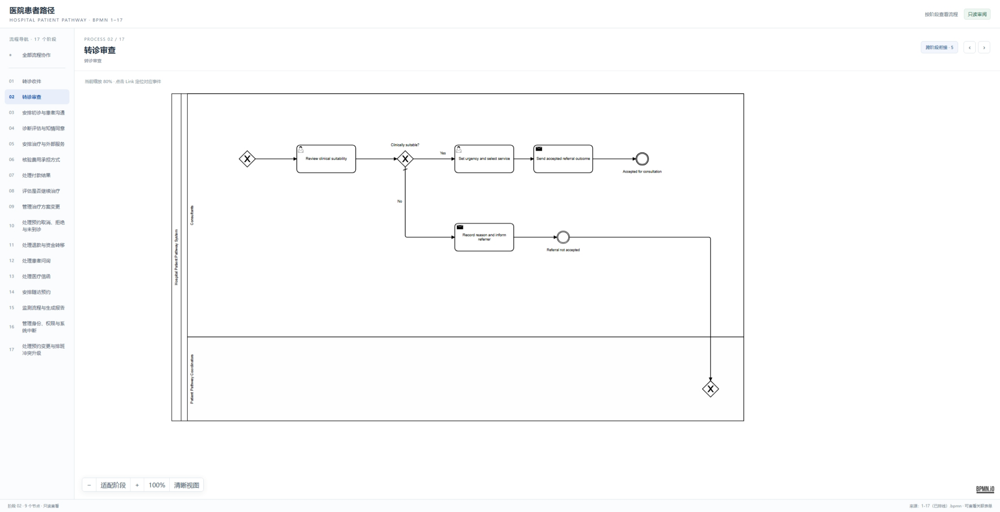 医院患者路径
HOSPITAL PATIENT PATHWAY · BPMN 1–17
按阶段查看流程
只读审阅
流程导航 · 17 个阶段
全部流程协作
01 转诊收件
02 转诊审查
03 安排初诊与患者沟通
04 诊断评估与知情同意
05 安排治疗与外部服务
06 核验费用承担方式
07 处理付款结果
08 评估是否继续治疗
09 管理治疗方案变更
10 处理预约取消、拒绝
与未到诊
11 处理退款与资金转移
12 处理患者问询
13 处理医疗信函
14 安排随访预约
15 监测流程与生成报告
16 管理身份、权限与系
统中断
17 处理预约变更与排班
冲突升级
PROCESS 02 / 17
转诊审查
转诊审查
跨阶段衔接 · 5
‹
›
当前缩放 80% · 点击 Link 定位对应事件
Hospital Patient Pathway System
Consultants
Review clinical suitability
Clinically suitable?
Yes
Set urgency and select service
Send accepted referral outcome
Accepted for consultation
No
Record reason and inform
referrer
Referral not accepted
Patient Pathway Coordinators
− 适配阶段 + 100% 清晰视图
BPMN.iO
阶段 02 · 9 个节点 · 只读查看
来源：1-17（已排线）.bpmn · 可查看关联表单